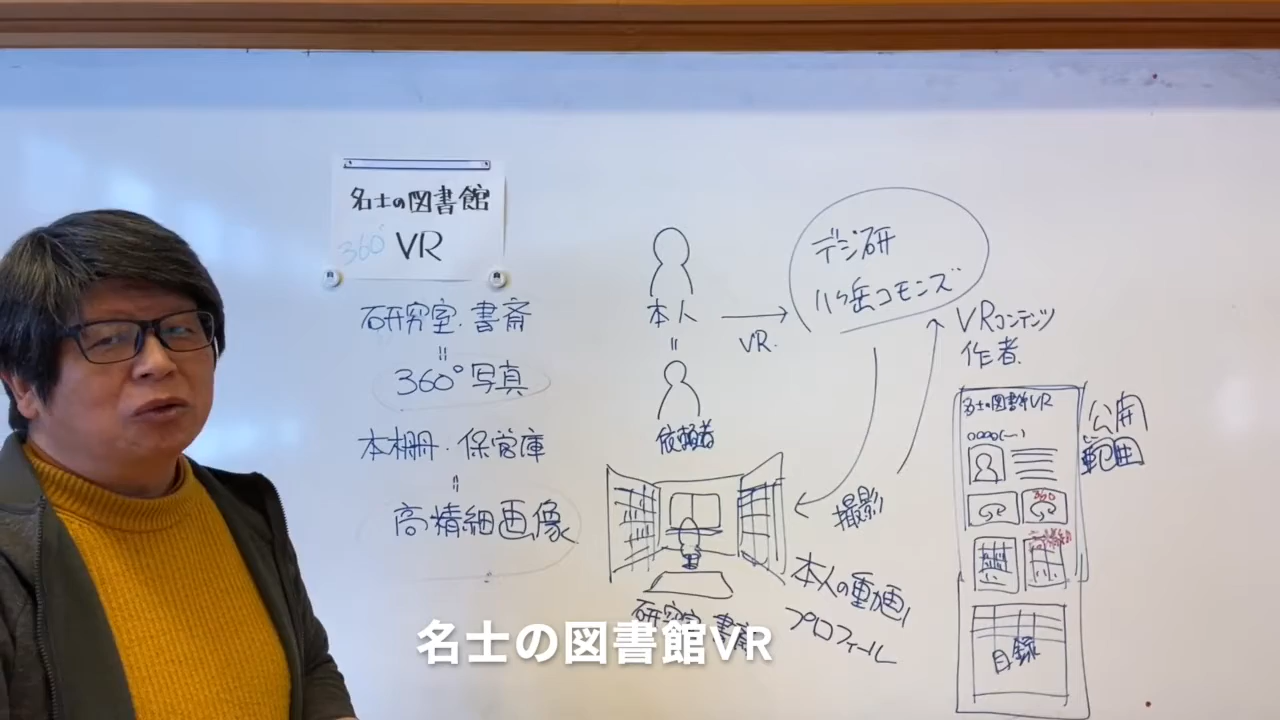 名士の図書館
360°
VR
研究室・書斎
=
360°写真
本棚・保管庫
=
高精細画像
本人
=
依頼者
VR.
デジ研
八ヶ岳コモンズ
VRコンテンツ
作者
撮影
本人の動画
プロフィール
研究室 書斎
名士の図書館VR
公開
範囲
360
目録
名士の図書館VR